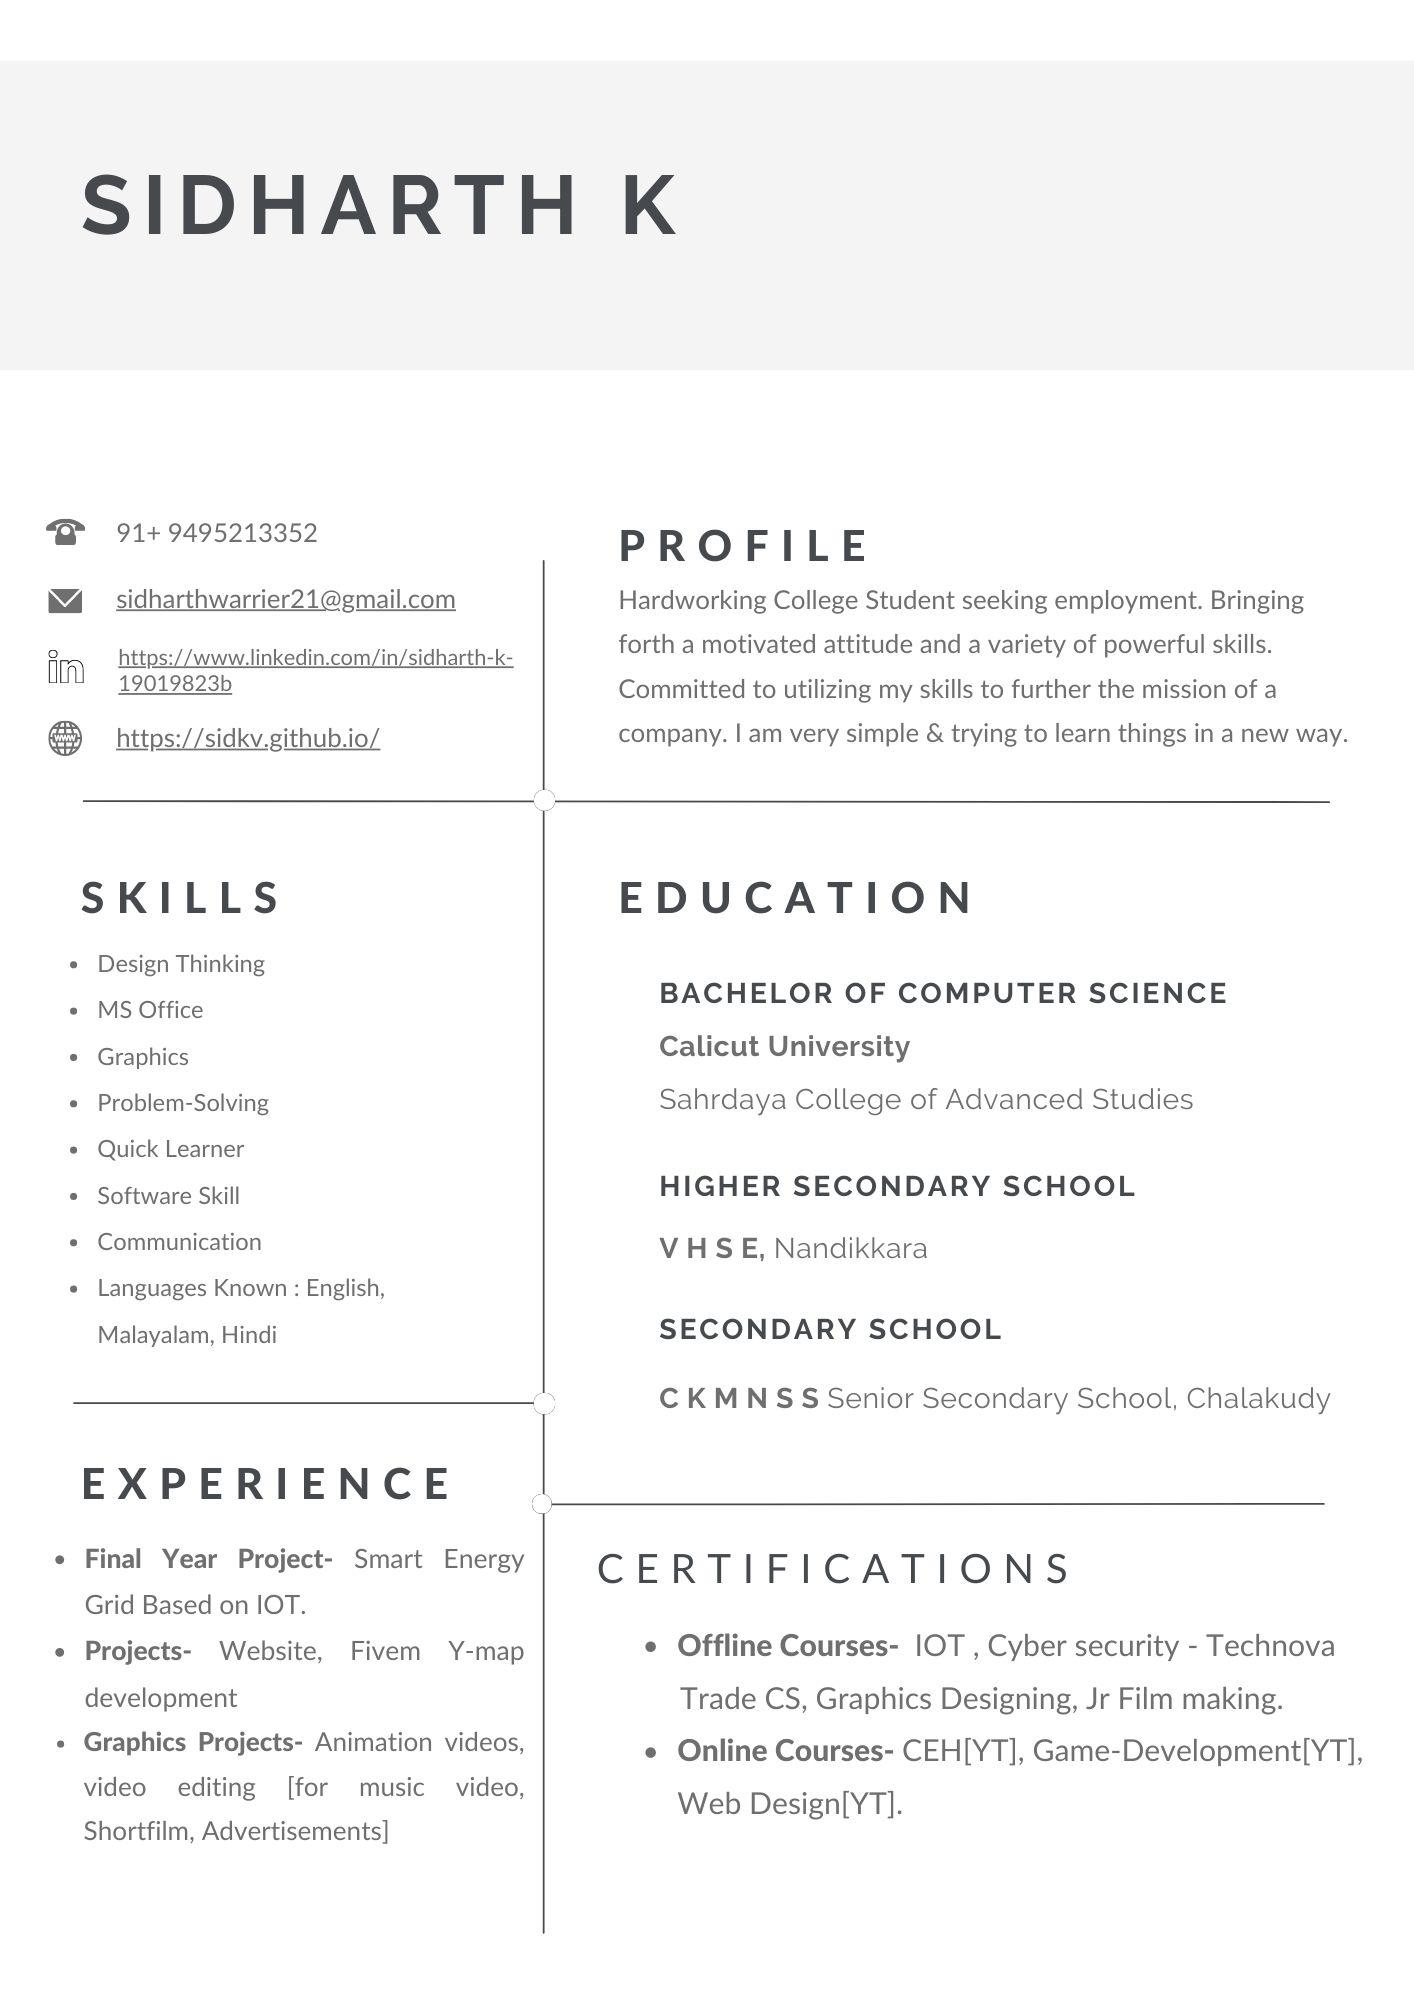 SIDHARTH K
91+ 9495213352
sidharthwarrier21@gmail.com
https://www.linkedin.com/in/sidharth-k-
19019823b
https://sidkv.github.io/
PROFILE
Hardworking College Student seeking employment. Bringing
forth a motivated attitude and a variety of powerful skills.
Committed to utilizing my skills to further the mission of a
company. I am very simple & trying to learn things in a new way.
SKILLS
Design Thinking
MS Office
Graphics
Problem-Solving
Quick Learner
Software Skill
Communication
Languages Known : English,
Malayalam, Hindi
EDUCATION
BACHELOR OF COMPUTER SCIENCE
Calicut University
Sahrdaya College of Advanced Studies
HIGHER SECONDARY SCHOOL
V H S E, Nandikkara
SECONDARY SCHOOL
C K M N S S Senior Secondary School, Chalakudy
EXPERIENCE
Final Year Project- Smart Energy
Grid Based on IOT.
Projects- Website, Fivem Y-map
development
Graphics Projects- Animation videos,
video editing [for music video,
Shortfilm, Advertisements]
CERTIFICATIONS
Offline Courses- IOT , Cyber security - Technova
Trade CS, Graphics Designing, Jr Film making.
Online Courses- CEH[YT], Game-Development[YT],
Web Design[YT].